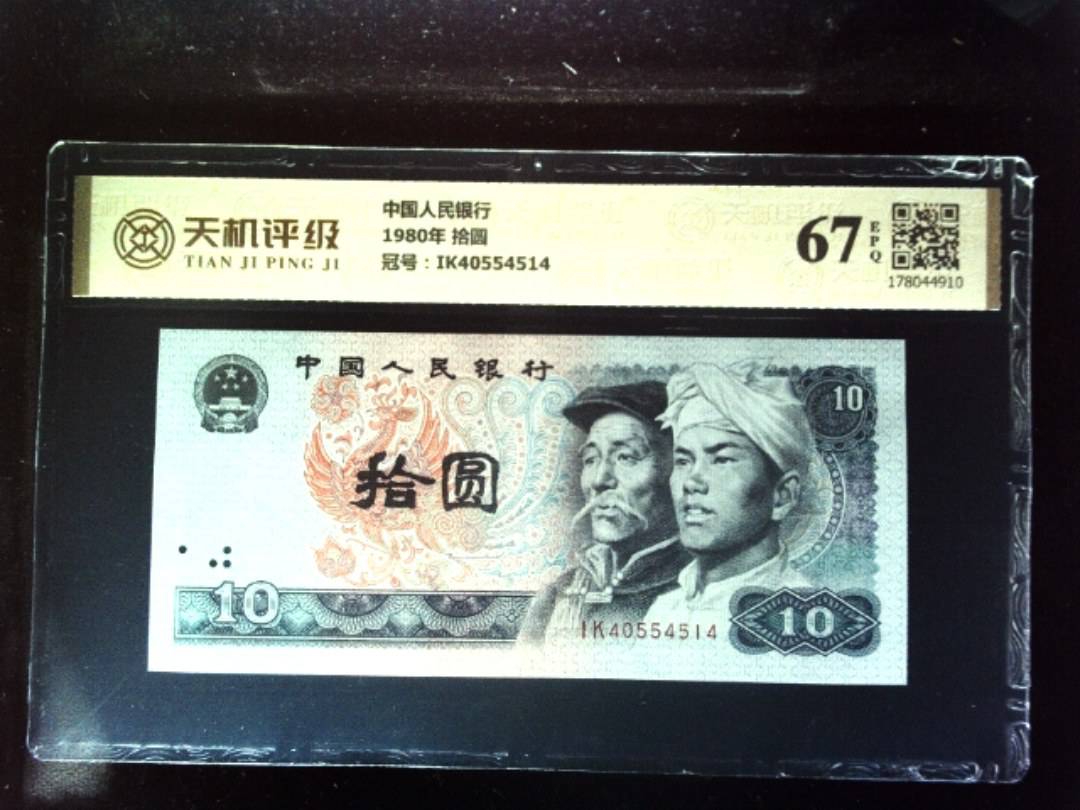 天机评级
TIAN JI PING JI
中国人民银行
1980年 拾圆
冠号：IK40554514
67
EPQ
178044910
中国人民银行
10
拾圆
10
IK40554514
10